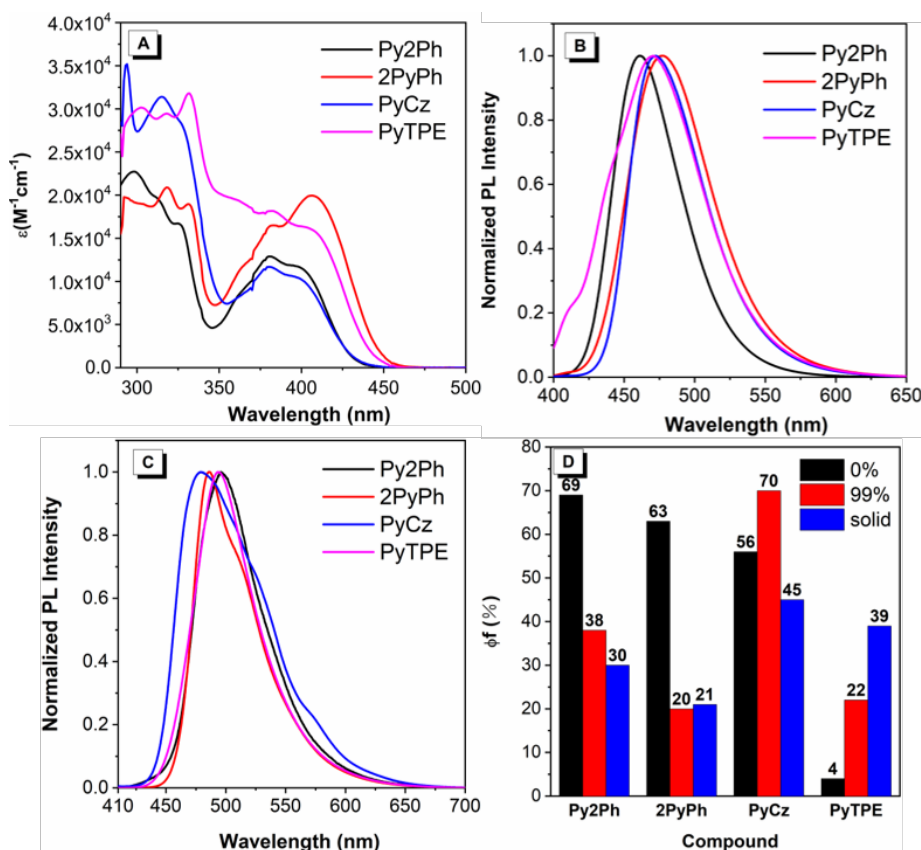 A
Py2Ph
2PyPh
PyCz
PyTPE
4.0x10⁴
3.5x10⁴
3.0x10⁴
2.5x10⁴
2.0x10⁴
1.5x10⁴
1.0x10⁴
5.0x10³
0.0
ε(M⁻¹cm⁻¹)
300 350 400 450 500
Wavelength (nm)
B
Py2Ph
2PyPh
PyCz
PyTPE
1.0
0.8
0.6
0.4
0.2
0.0
Normalized PL Intensity
400 450 500 550 600 650
Wavelength (nm)
C
Py2Ph
2PyPh
PyCz
PyTPE
1.0
0.8
0.6
0.4
0.2
0.0
Normalized PL Intensity
410 450 500 550 600 650 700
Wavelength (nm)
D
0%
99%
solid
80
70
60
50
40
30
20
10
0
ϕf (%)
69 38 30
63 20 21
56 70 45
4 22 39
Py2Ph 2PyPh PyCz PyTPE
Compound